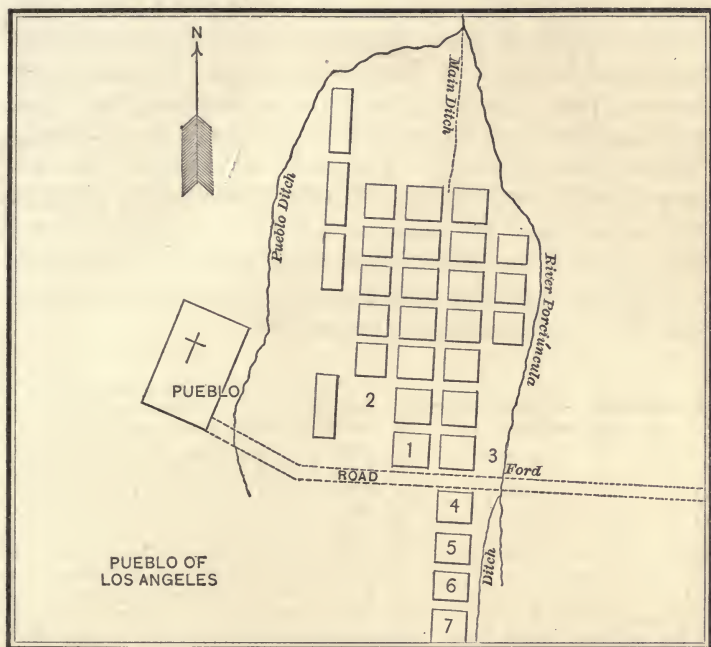 N
Main Ditch
Pueblo Ditch
River Porciúncula
PUEBLO
2
1
3
ROAD
Ford
4
5
Ditch
6
7
PUEBLO OF
LOS ANGELES